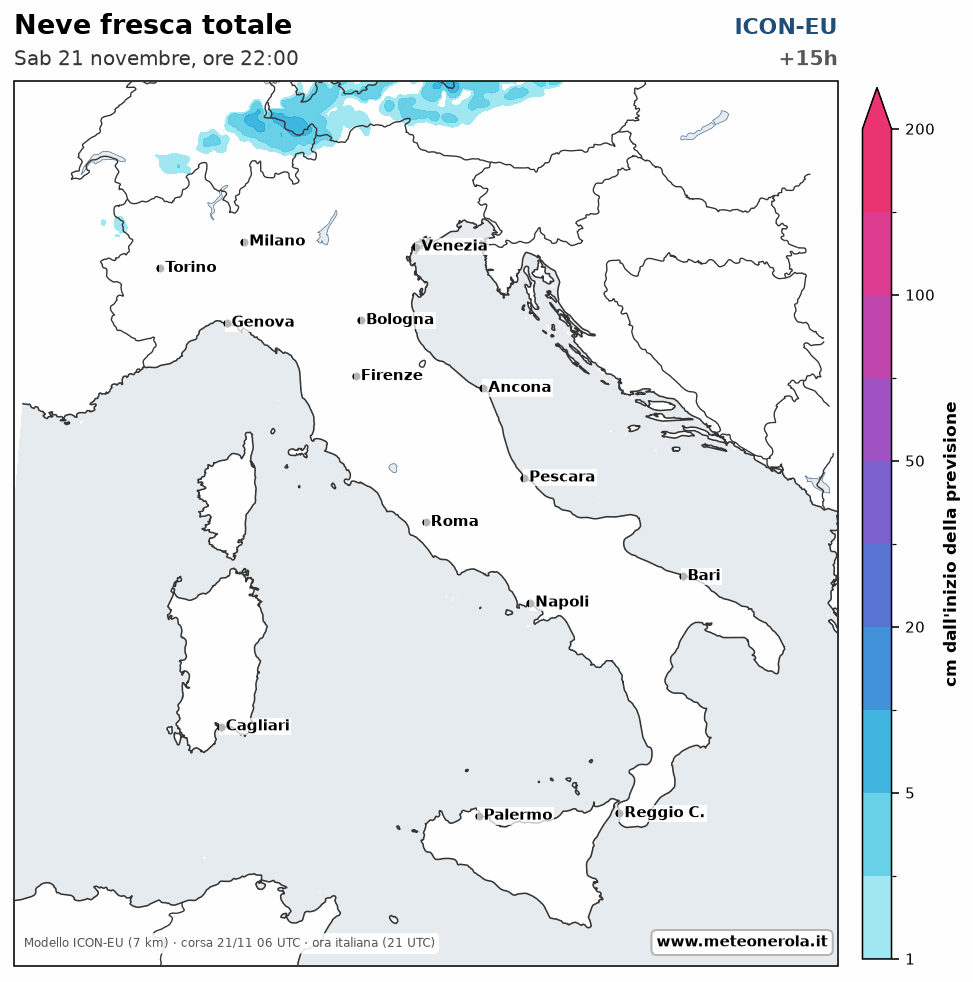 Neve fresca totale
ICON-EU
Sab 21 novembre, ore 22:00
+15h
200
100
50
20
5
1
cm dall'inizio della previsione
Milano
Venezia
Torino
Genova
Bologna
Firenze
Ancona
Pescara
Roma
Bari
Napoli
Cagliari
Palermo
Reggio C.
Modello ICON-EU (7 km) · corsa 21/11 06 UTC · ora italiana (21 UTC)
www.meteonerola.it